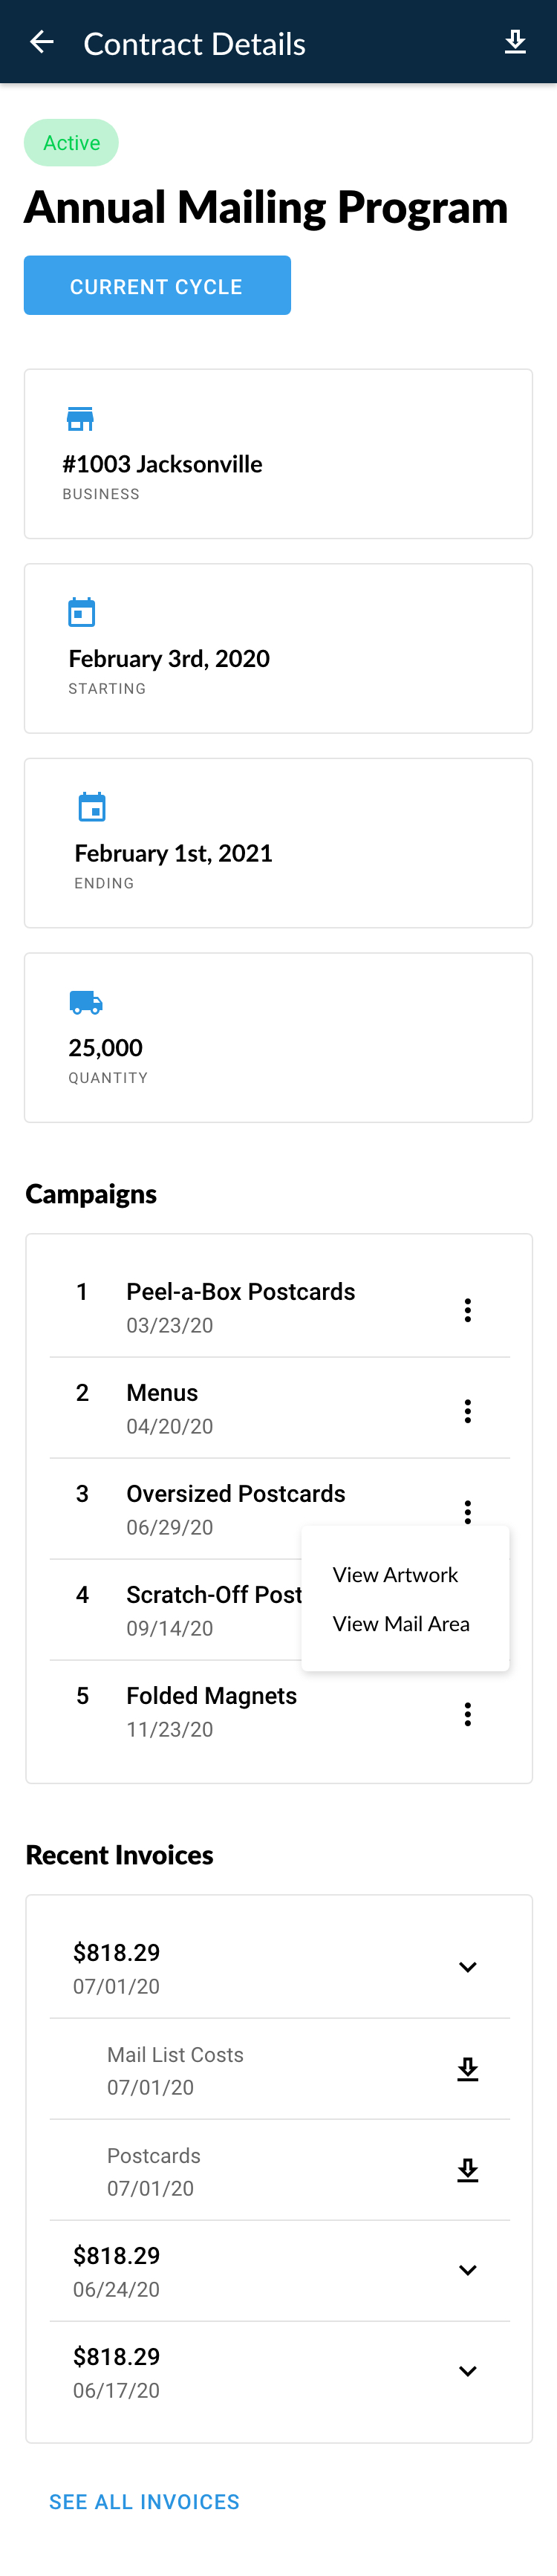 Contract Details
Active
Annual Mailing Program
CURRENT CYCLE
#1003 Jacksonville
BUSINESS
February 3rd, 2020
STARTING
February 1st, 2021
ENDING
25,000
QUANTITY
Campaigns
1 Peel-a-Box Postcards
03/23/20
2 Menus
04/20/20
3 Oversized Postcards
06/29/20
View Artwork
4 Scratch-Off Post
09/14/20
View Mail Area
5 Folded Magnets
11/23/20
Recent Invoices
$818.29
07/01/20
Mail List Costs
07/01/20
Postcards
07/01/20
$818.29
06/24/20
$818.29
06/17/20
SEE ALL INVOICES